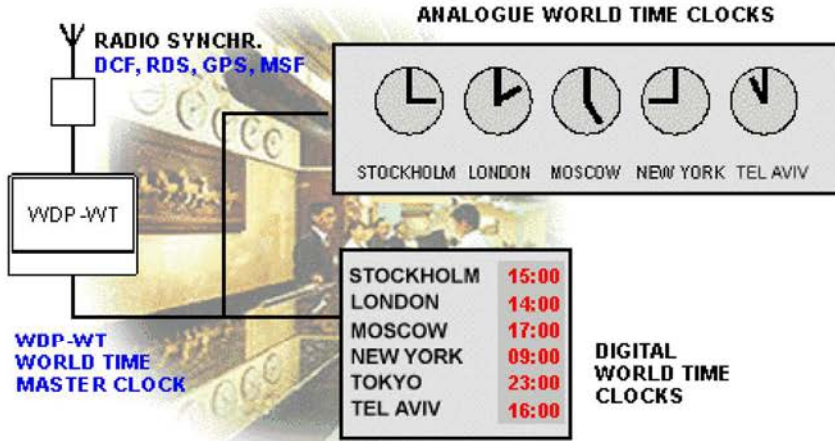 ANALOGUE WORLD TIME CLOCKS
RADIO SYNCHR.
DCF, RDS, GPS, MSF
STOCKHOLM LONDON MOSCOW NEW YORK TEL AVIV
WDP-WT
STOCKHOLM 15:00
LONDON 14:00
MOSCOW 17:00
NEW YORK 09:00
TOKYO 23:00
TEL AVIV 16:00
WDP-WT
WORLD TIME
MASTER CLOCK
DIGITAL
WORLD TIME
CLOCKS